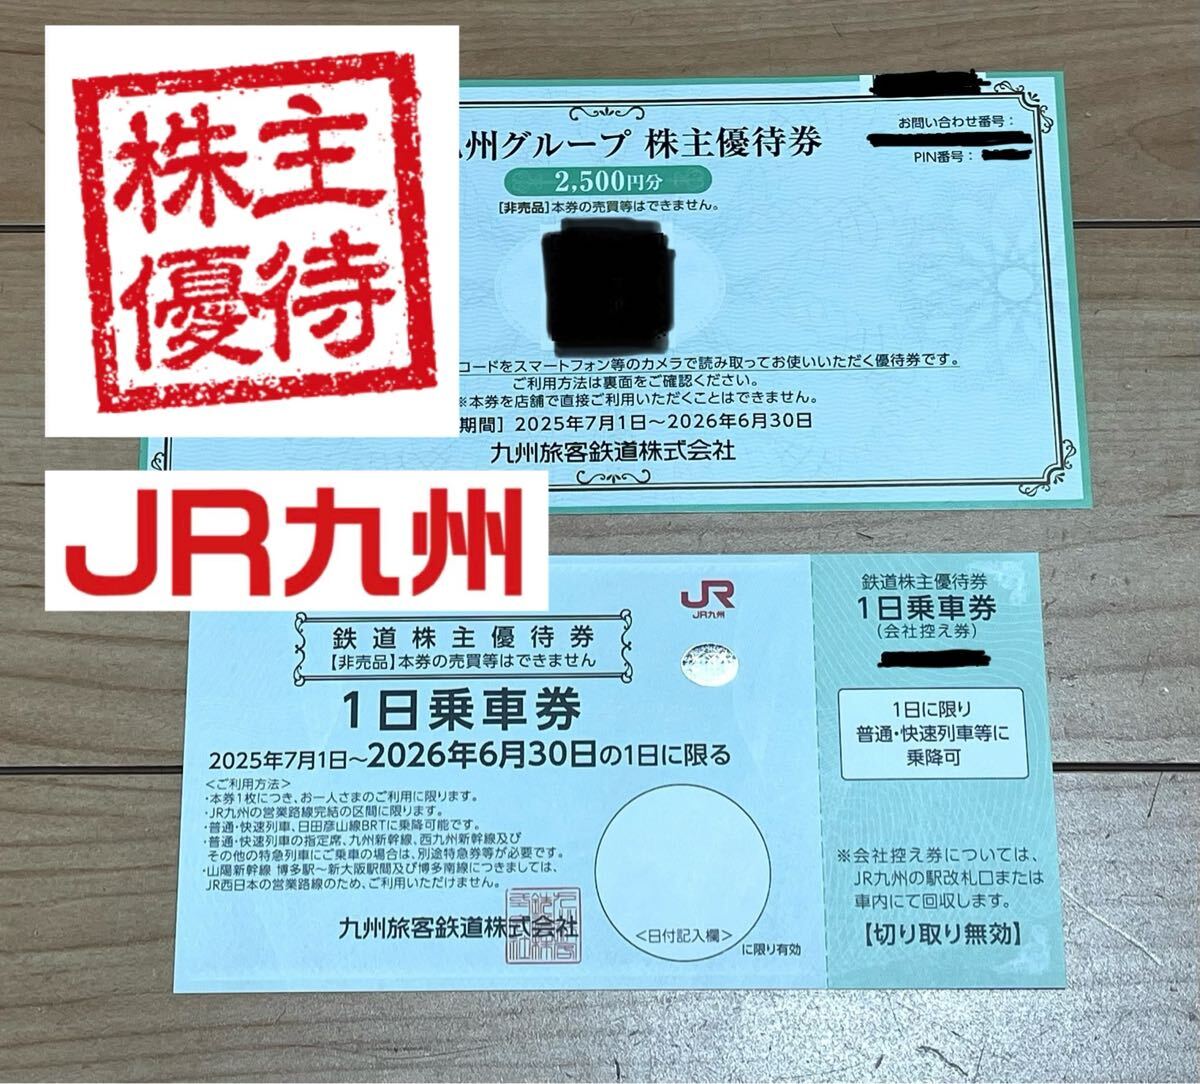 株主
優待
州グループ 株主優待券
2,500円分
[非売品]本券の売買等はできません。
お問い合わせ番号：
PIN番号：
コードをスマートフォン等のカメラで読み取ってお使いいただく優待券です。
ご利用方法は裏面をご確認ください。
※本券を店舗で直接ご利用いただくことはできません。
期間］2025年7月1日～2026年6月30日
九州旅客鉄道株式会社
JR九州
JR
JR九州
鉄道株主優待券
【非売品】本券の売買等はできません
1日乗車券
2025年7月1日～2026年6月30日の1日に限る
＜ご利用方法＞
・本券1枚につき、お一人さまのご利用に限ります。
・JR九州の営業路線完結の区間に限ります。
・普通・快速列車、日田彦山線BRTに乗降可能です。
・普通・快速列車の指定席、九州新幹線、西九州新幹線及び
その他の特急列車にご乗車の場合は、別途特急券等が必要です。
・山陽新幹線 博多駅～新大阪駅間及び博多南線につきましては、
JR西日本の営業路線のため、ご利用いただけません。
九州旅客鉄道株式会社
＜日付記入欄＞
に限り有効
鉄道株主優待券
1日乗車券
（会社控え券）
1日に限り
普通・快速列車等に
乗降可
※会社控え券については、
JR九州の駅改札口または
車内にて回収します。
【切り取り無効】